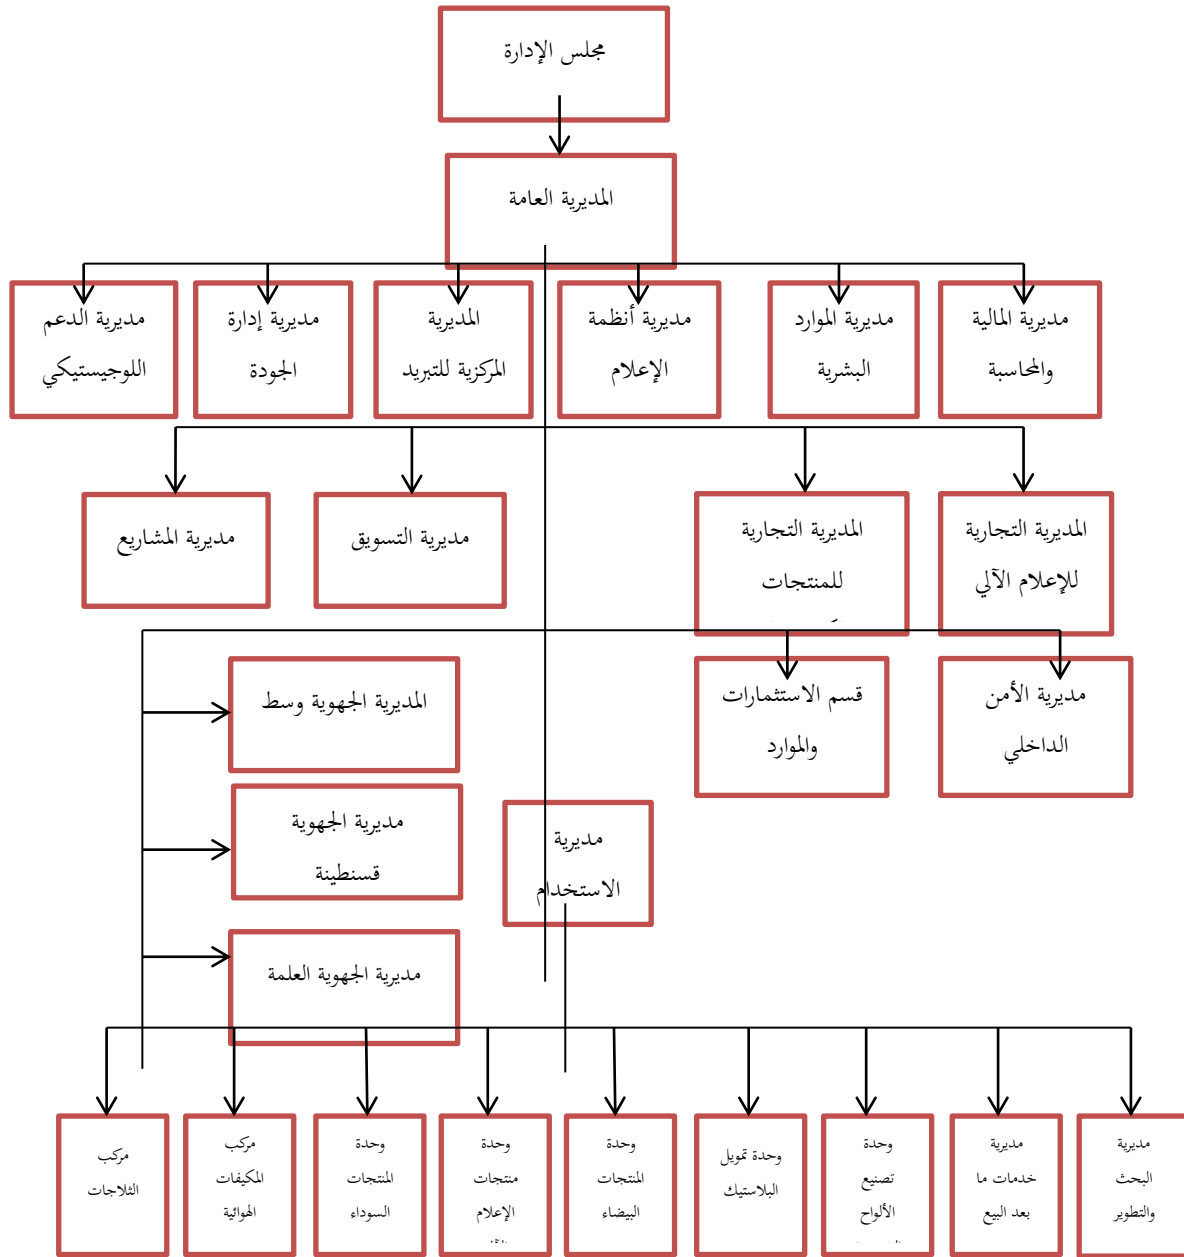 مجلس الإدارة
المديرية العامة
مديرية المالية
والمحاسبة
مديرية الموارد
البشرية
مديرية أنظمة
الإعلام
المديرية
المركزية للتبريد
مديرية إدارة
الجودة
مديرية الدعم
اللوجيستيكي
المديرية التجارية
للإعلام الآلي
المديرية التجارية
للمنتجات
مديرية التسويق
مديرية المشاريع
مديرية الأمن
الداخلي
قسم الاستثمارات
والموارد
المديرية الجهوية وسط
مديرية الجهوية
قسنطينة
مديرية
الاستخدام
مديرية الجهوية العلمة
مديرية
البحث
والتطوير
مديرية
خدمات ما
بعد البيع
وحدة
تصنيع
الألواح
وحدة تمويل
البلاستيك
وحدة
المنتجات
البيضاء
وحدة
منتجات
الإعلام
وحدة
المنتجات
السوداء
مركب
المكيفات
الهوائية
مركب
الثلاجات